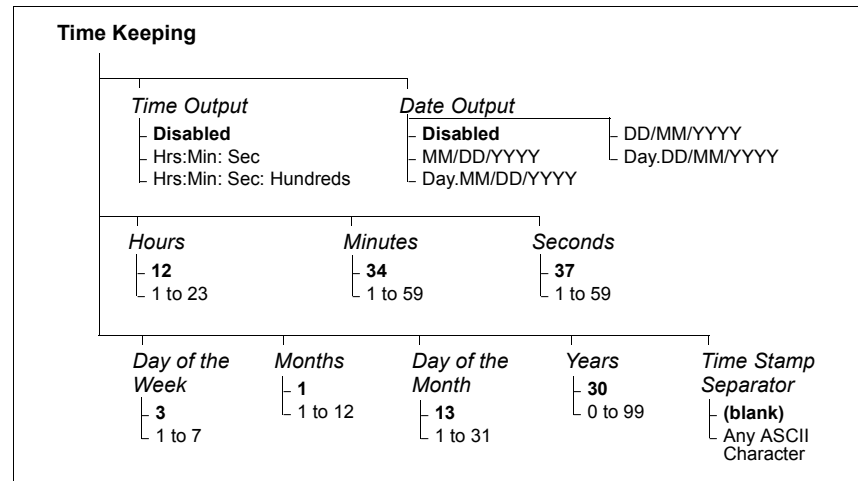 Time Keeping
Time Output
Disabled
Hrs:Min: Sec
Hrs:Min: Sec: Hundreds
Date Output
Disabled
MM/DD/YYYY
Day.MM/DD/YYYY
DD/MM/YYYY
Day.DD/MM/YYYY
Hours
12
1 to 23
Minutes
34
1 to 59
Seconds
37
1 to 59
Day of the
Week
3
1 to 7
Months
1
1 to 12
Day of the
Month
13
1 to 31
Years
30
0 to 99
Time Stamp
Separator
(blank)
Any ASCII
Character